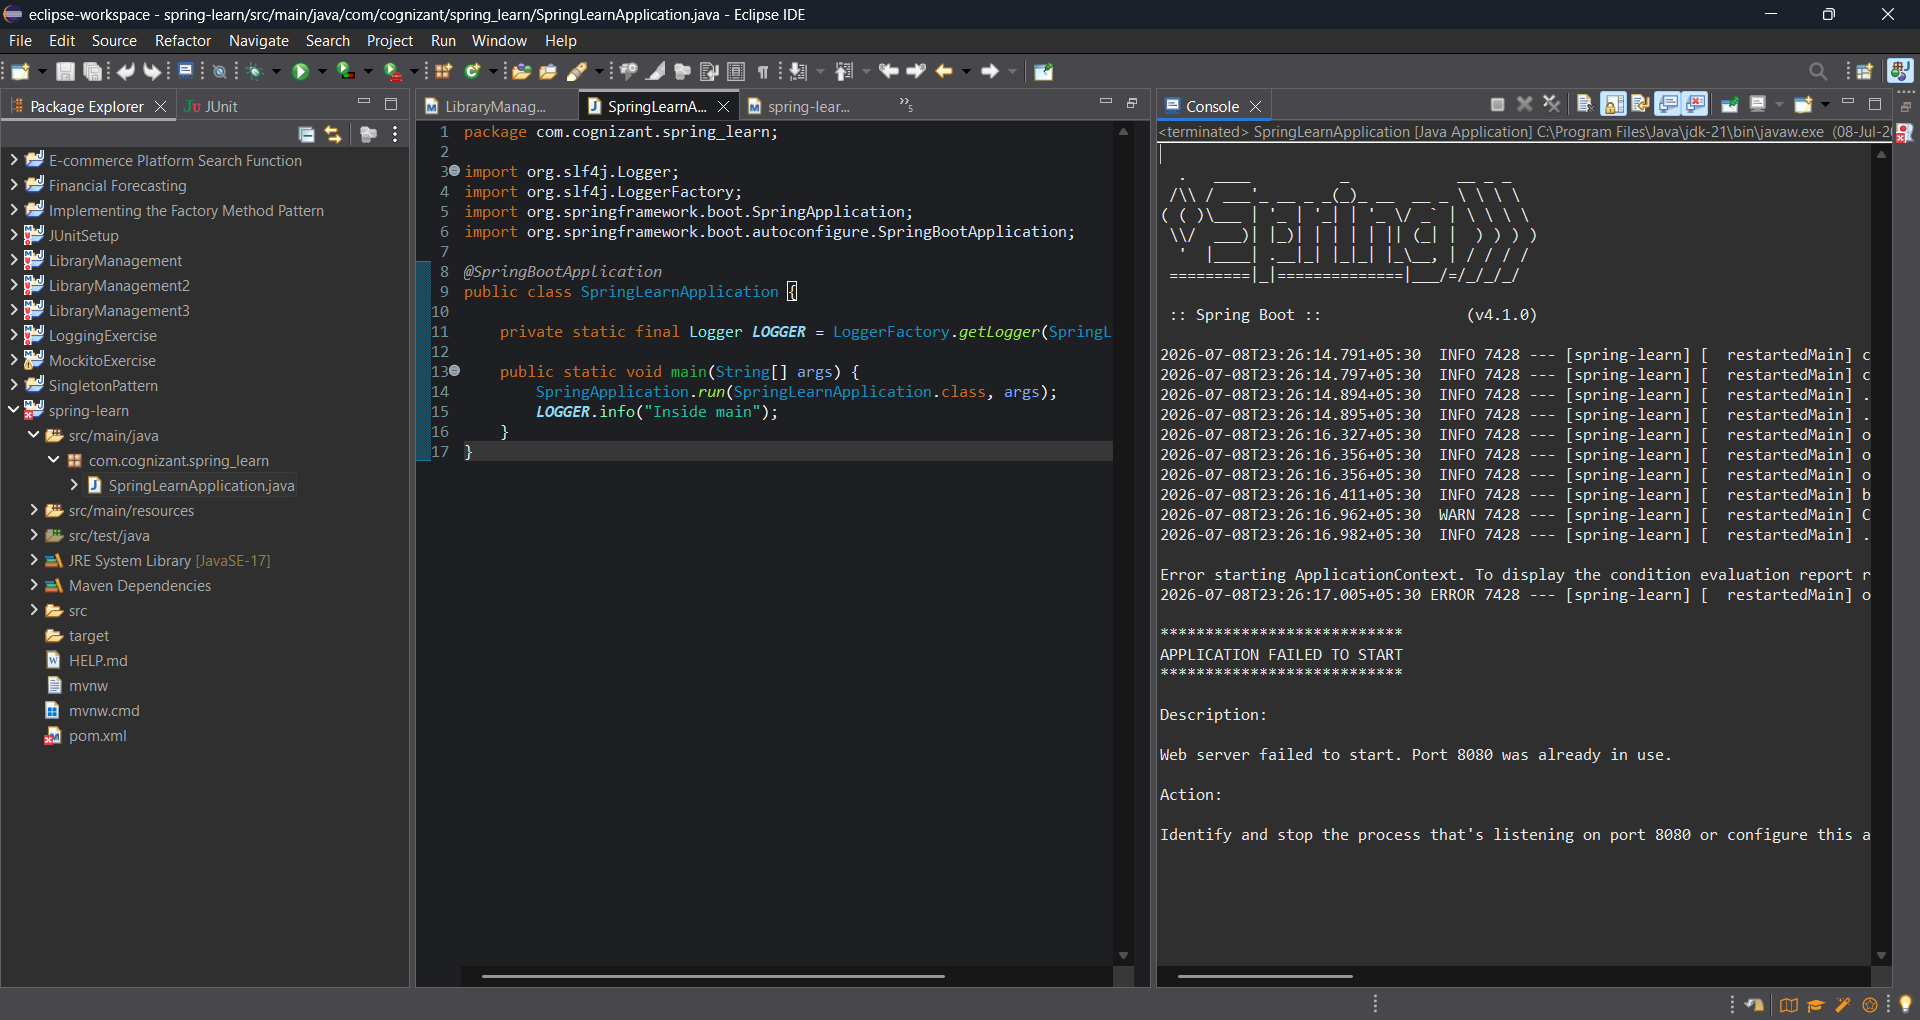 eclipse-workspace - spring-learn/src/main/java/com/cognizant/spring_learn/SpringLearnApplication.java - Eclipse IDE
File Edit Source Refactor Navigate Search Project Run Window Help
Package Explorer
JUnit
E-commerce Platform Search Function
Financial Forecasting
Implementing the Factory Method Pattern
JUnitSetup
LibraryManagement
LibraryManagement2
LibraryManagement3
LoggingExercise
MockitoExercise
SingletonPattern
spring-learn
src/main/java
com.cognizant.spring_learn
SpringLearnApplication.java
src/main/resources
src/test/java
JRE System Library [JavaSE-17]
Maven Dependencies
src
target
HELP.md
mvnw
mvnw.cmd
pom.xml
LibraryManag...
SpringLearnA...
spring-lear...
»5
1 package com.cognizant.spring_learn;
2
3 import org.slf4j.Logger;
4 import org.slf4j.LoggerFactory;
5 import org.springframework.boot.SpringApplication;
6 import org.springframework.boot.autoconfigure.SpringBootApplication;
7
8 @SpringBootApplication
9 public class SpringLearnApplication {
10
11 private static final Logger LOGGER = LoggerFactory.getLogger(SpringL
12
13 public static void main(String[] args) {
14 SpringApplication.run(SpringLearnApplication.class, args);
15 LOGGER.info("Inside main");
16 }
17 }
Console
<terminated> SpringLearnApplication [Java Application] C:\Program Files\Java\jdk-21\bin\javaw.exe (08-Jul-2
:: Spring Boot :: (v4.1.0)
2026-07-08T23:26:14.791+05:30 INFO 7428 --- [spring-learn] [ restartedMain] c
2026-07-08T23:26:14.797+05:30 INFO 7428 --- [spring-learn] [ restartedMain] c
2026-07-08T23:26:14.894+05:30 INFO 7428 --- [spring-learn] [ restartedMain] .
2026-07-08T23:26:14.895+05:30 INFO 7428 --- [spring-learn] [ restartedMain] .
2026-07-08T23:26:16.327+05:30 INFO 7428 --- [spring-learn] [ restartedMain] o
2026-07-08T23:26:16.356+05:30 INFO 7428 --- [spring-learn] [ restartedMain] o
2026-07-08T23:26:16.356+05:30 INFO 7428 --- [spring-learn] [ restartedMain] o
2026-07-08T23:26:16.411+05:30 INFO 7428 --- [spring-learn] [ restartedMain] b
2026-07-08T23:26:16.962+05:30 WARN 7428 --- [spring-learn] [ restartedMain] C
2026-07-08T23:26:16.982+05:30 INFO 7428 --- [spring-learn] [ restartedMain] .
Error starting ApplicationContext. To display the condition evaluation report r
2026-07-08T23:26:17.005+05:30 ERROR 7428 --- [spring-learn] [ restartedMain] o
***************************
APPLICATION FAILED TO START
***************************
Description:
Web server failed to start. Port 8080 was already in use.
Action:
Identify and stop the process that's listening on port 8080 or configure this a